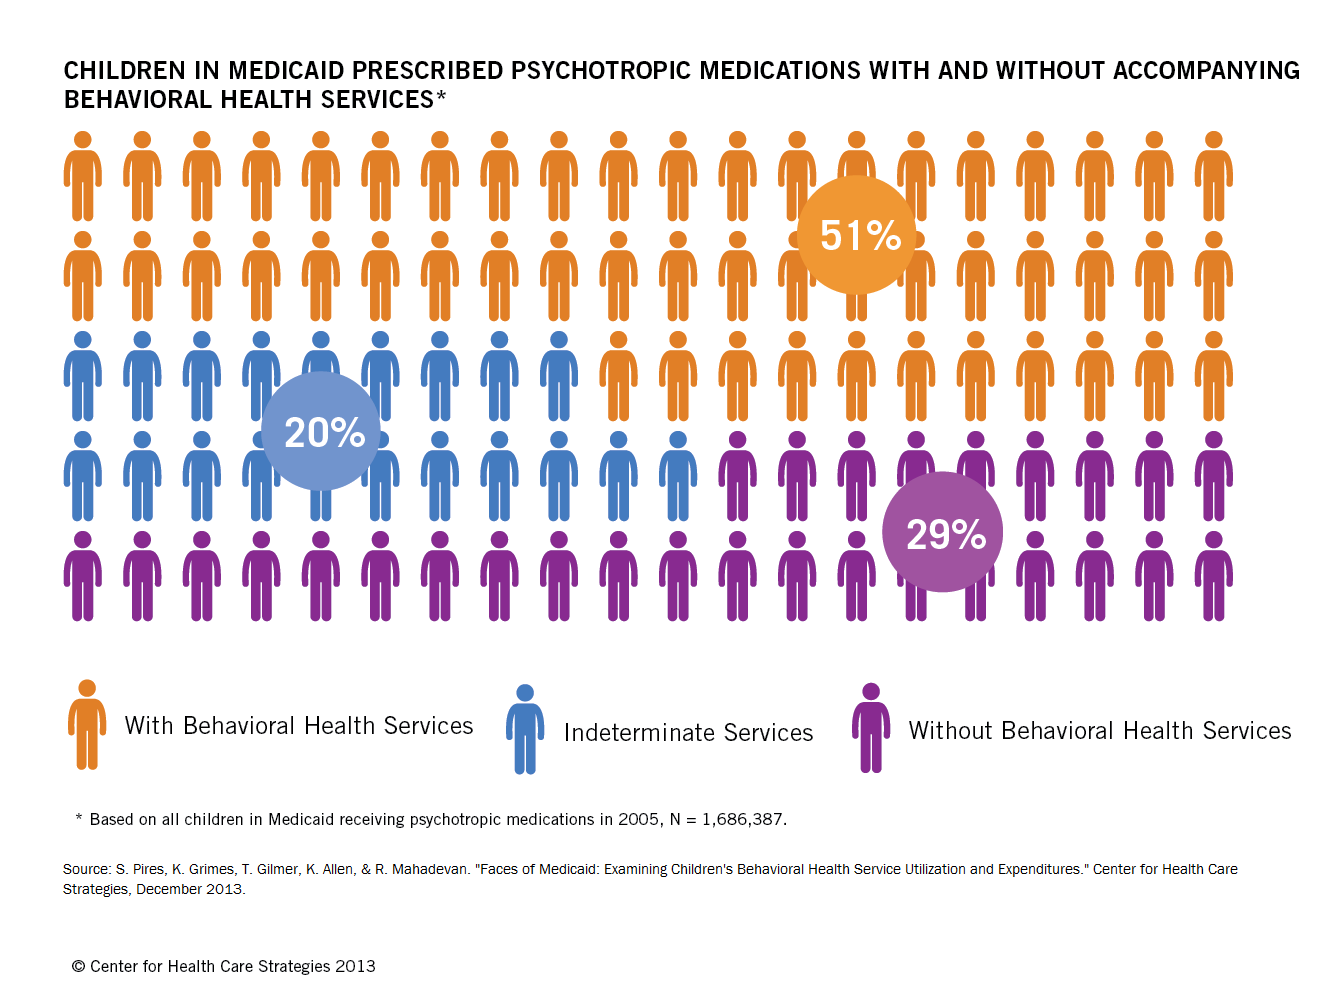 CHILDREN IN MEDICAID PRESCRIBED PSYCHOTROPIC MEDICATIONS WITH AND WITHOUT ACCOMPANYING
BEHAVIORAL HEALTH SERVICES*
51%
20%
29%
With Behavioral Health Services
Indeterminate Services
Without Behavioral Health Services
* Based on all children in Medicaid receiving psychotropic medications in 2005, N = 1,686,387.
Source: S. Pires, K. Grimes, T. Gilmer, K. Allen, & R. Mahadevan. "Faces of Medicaid: Examining Children's Behavioral Health Service Utilization and Expenditures." Center for Health Care
Strategies, December 2013.
© Center for Health Care Strategies 2013